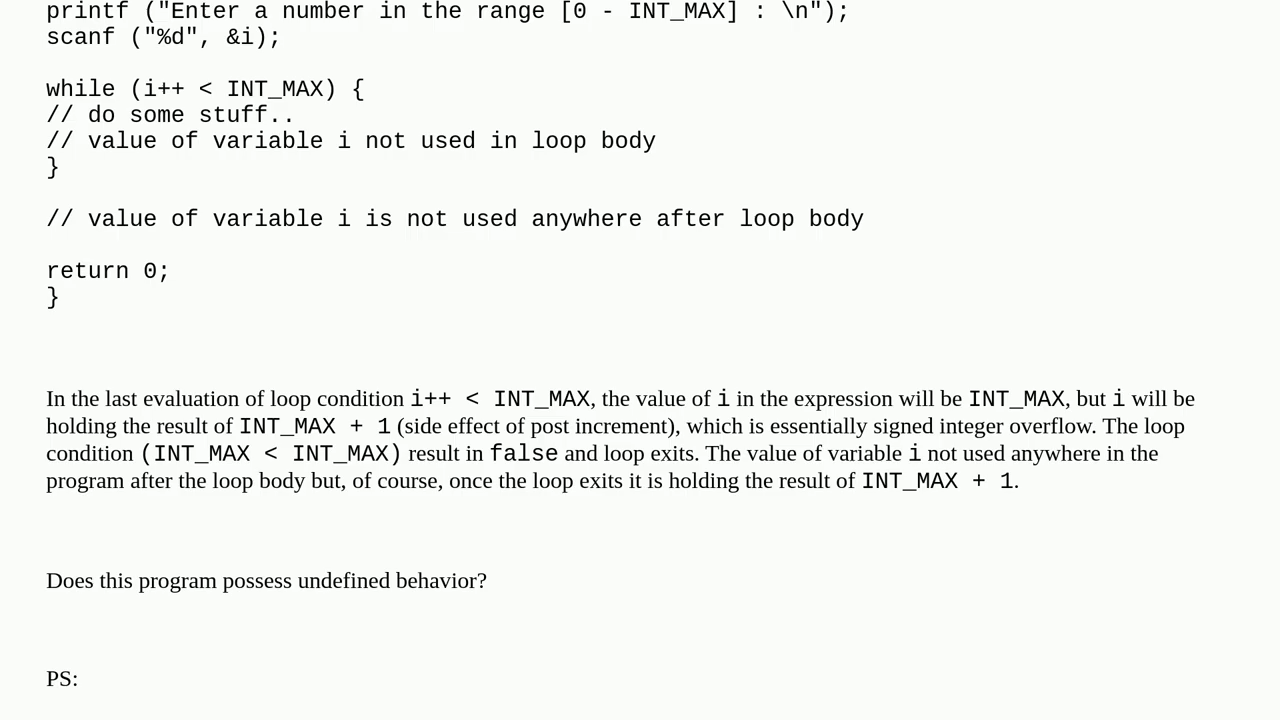 printf ("Enter a number in the range [0 - INT_MAX] : \n");
scanf ("%d", &i);
while (i++ < INT_MAX) {
// do some stuff..
// value of variable i not used in loop body
}
// value of variable i is not used anywhere after loop body
return 0;
}
In the last evaluation of loop condition i++ < INT_MAX, the value of i in the expression will be INT_MAX, but i will be
holding the result of INT_MAX + 1 (side effect of post increment), which is essentially signed integer overflow. The loop
condition (INT_MAX < INT_MAX) result in false and loop exits. The value of variable i not used anywhere in the
program after the loop body but, of course, once the loop exits it is holding the result of INT_MAX + 1.
Does this program possess undefined behavior?
PS: